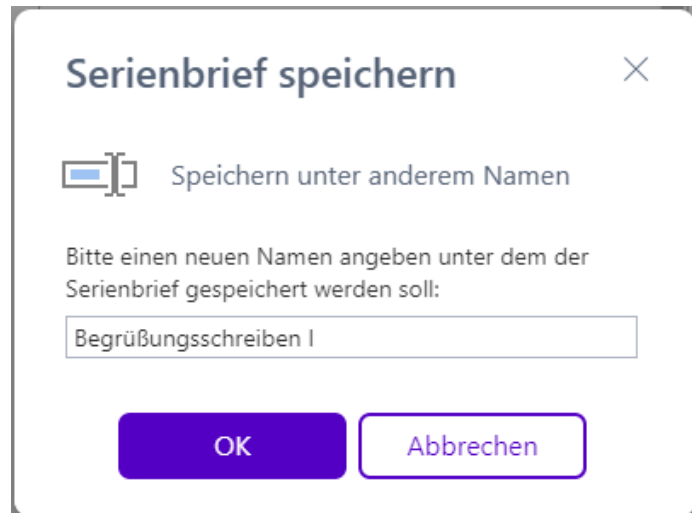 Serienbrief speichern
Speichern unter anderem Namen
Bitte einen neuen Namen angeben unter dem der
Serienbrief gespeichert werden soll:
Begrüßungsschreiben I
OK
Abbrechen